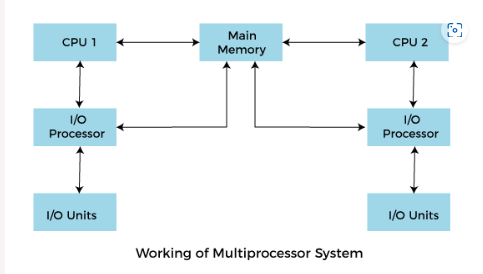 CPU 1
Main
Memory
CPU 2
I/O
Processor
I/O
Processor
I/O Units
I/O Units
Working of Multiprocessor System